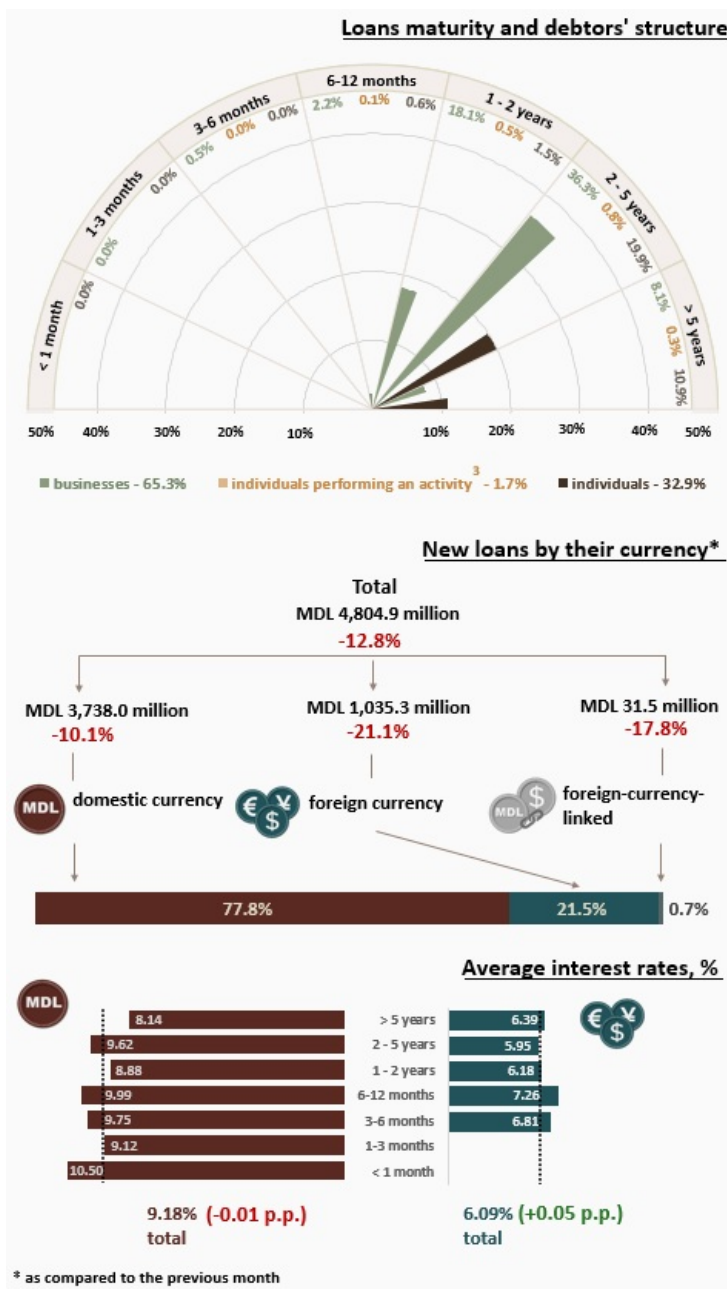 Loans maturity and debtors' structure
6-12 months
3-6 months
1 - 2 years
1-3 months
2 - 5 years
< 1 month
> 5 years
0.0%
0.0%
0.0%
0.5%
0.0%
0.0%
2.2%
0.1%
0.6%
18.1%
0.5%
1.5%
36.3%
0.8%
19.9%
8.1%
0.3%
10.9%
50% 40% 30% 20% 10% 10% 20% 30% 40% 50%
businesses - 65.3% individuals performing an activity³ - 1.7% individuals - 32.9%
New loans by their currency*
Total
MDL 4,804.9 million
-12.8%
MDL 3,738.0 million MDL 1,035.3 million MDL 31.5 million
-10.1% -21.1% -17.8%
MDL domestic currency € ¥ $ foreign currency MDL $ foreign-currency-
linked
77.8% 21.5% 0.7%
Average interest rates, %
MDL € ¥ $
8.14 > 5 years 6.39
9.62 2 - 5 years 5.95
8.88 1 - 2 years 6.18
9.99 6-12 months 7.26
9.75 3-6 months 6.81
9.12 1-3 months
10.50 < 1 month
9.18% (-0.01 p.p.) 6.09% (+0.05 p.p.)
total total
* as compared to the previous month